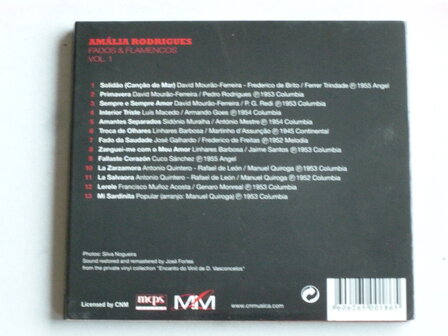 AMÁLIA RODRIGUES
FADOS & FLAMENCOS
VOL. 1
1 Solidão (Canção do Mar) David Mourão-Ferreira - Frederico de Brito / Ferrer Trindade ℗ 1955 Angel
2 Primavera David Mourão-Ferreira / Pedro Rodrigues ℗ 1953 Columbia
3 Sempre e Sempre Amor David Mourão-Ferreira / P. G. Redi ℗ 1953 Columbia
4 Interior Triste Luis Macedo / Armando Goes ℗ 1954 Columbia
5 Amantes Separados Sidónio Muralha / António Mestre ℗ 1954 Columbia
6 Troca de Olhares Linhares Barbosa / Martinho d'Assunção ℗ 1945 Continental
7 Fado da Saudade José Galhardo / Frederico de Freitas ℗ 1952 Melodia
8 Zanguei-me com o Meu Amor Linhares Barbosa / Jaime Santos ℗ 1953 Columbia
9 Fallaste Corazón Cuco Sánchez ℗ 1955 Angel
10 La Zarzamora Antonio Quintero - Rafael de León / Manuel Quiroga ℗ 1953 Columbia
11 La Salvaora Antonio Quintero - Rafael de León / Manuel Quiroga ℗ 1952 Columbia
12 Lerele Francisco Muñoz Acosta / Genaro Monreal ℗ 1953 Columbia
13 Mi Sardinita Popular (arranjo: Manuel Quiroga) ℗ 1953 Columbia
Photos: Silva Nogueira
Sound restored and remastered by José Fortes
from the private vinyl collection "Encanto do Vinil de D. Vasconcelos."
Licensed by CNM
mcps
M&M
www.cnmusica.com